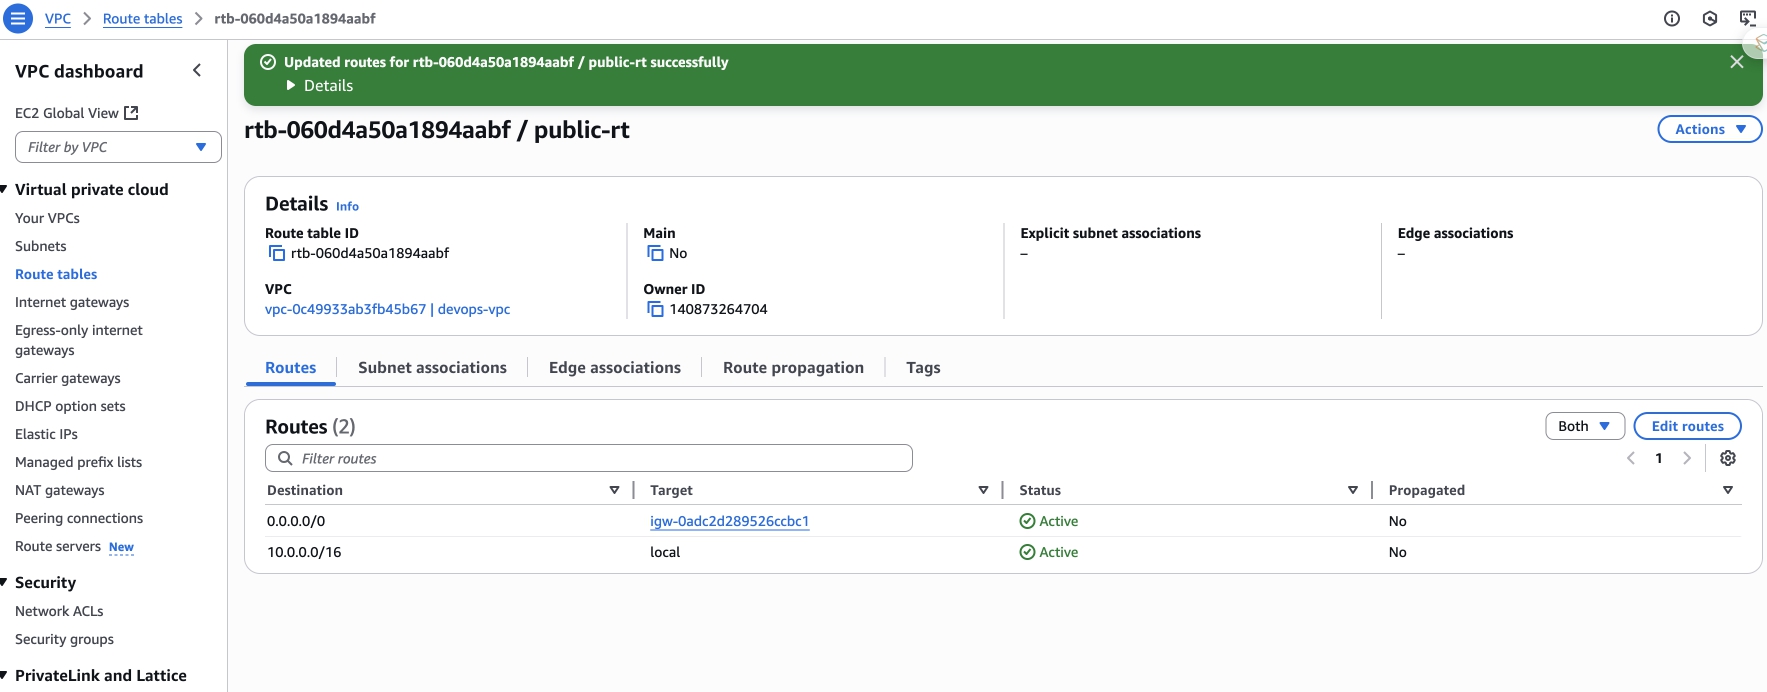 VPC > Route tables > rtb-060d4a50a1894aabf
VPC dashboard
EC2 Global View
Filter by VPC
Virtual private cloud
Your VPCs
Subnets
Route tables
Internet gateways
Egress-only internet
gateways
Carrier gateways
DHCP option sets
Elastic IPs
Managed prefix lists
NAT gateways
Peering connections
Route servers New
Security
Network ACLs
Security groups
PrivateLink and Lattice
Updated routes for rtb-060d4a50a1894aabf / public-rt successfully
Details
rtb-060d4a50a1894aabf / public-rt
Actions
Details Info
Route table ID
rtb-060d4a50a1894aabf
Main
No
Explicit subnet associations
–
Edge associations
–
VPC
vpc-0c49933ab3fb45b67 | devops-vpc
Owner ID
140873264704
Routes Subnet associations Edge associations Route propagation Tags
Routes (2)
Both Edit routes
Filter routes
1
Destination Target Status Propagated
0.0.0.0/0 igw-0adc2d289526ccbc1 Active No
10.0.0.0/16 local Active No